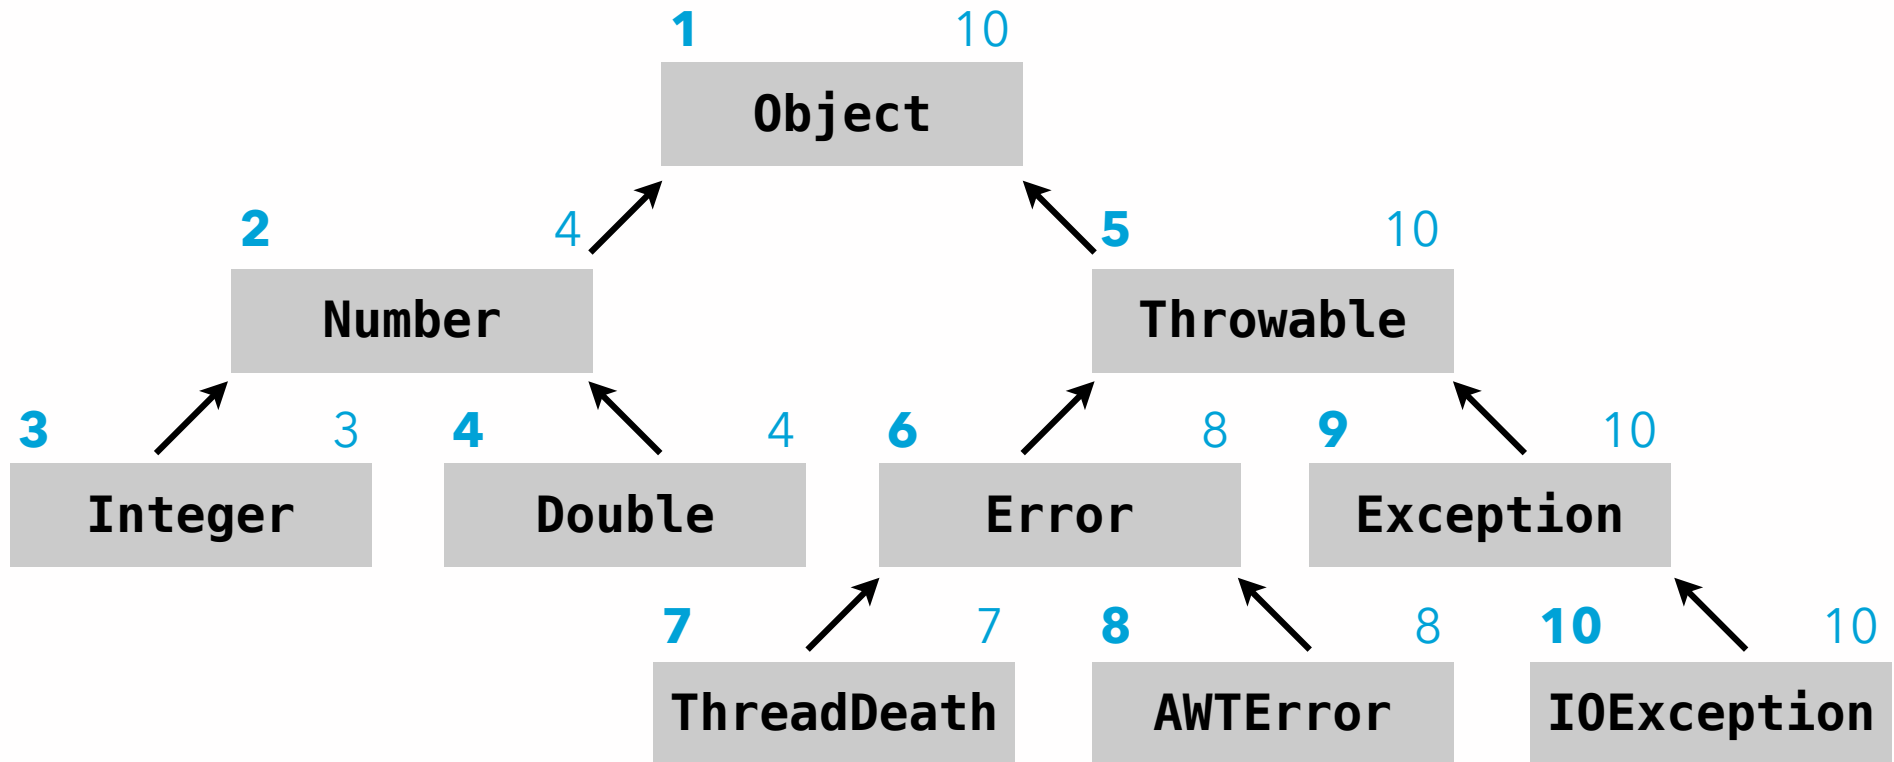 1 10
Object
2 4 5 10
Number Throwable
3 3 4 4 6 8 9 10
Integer Double Error Exception
7 7 8 8 10 10
ThreadDeath AWTError IOException